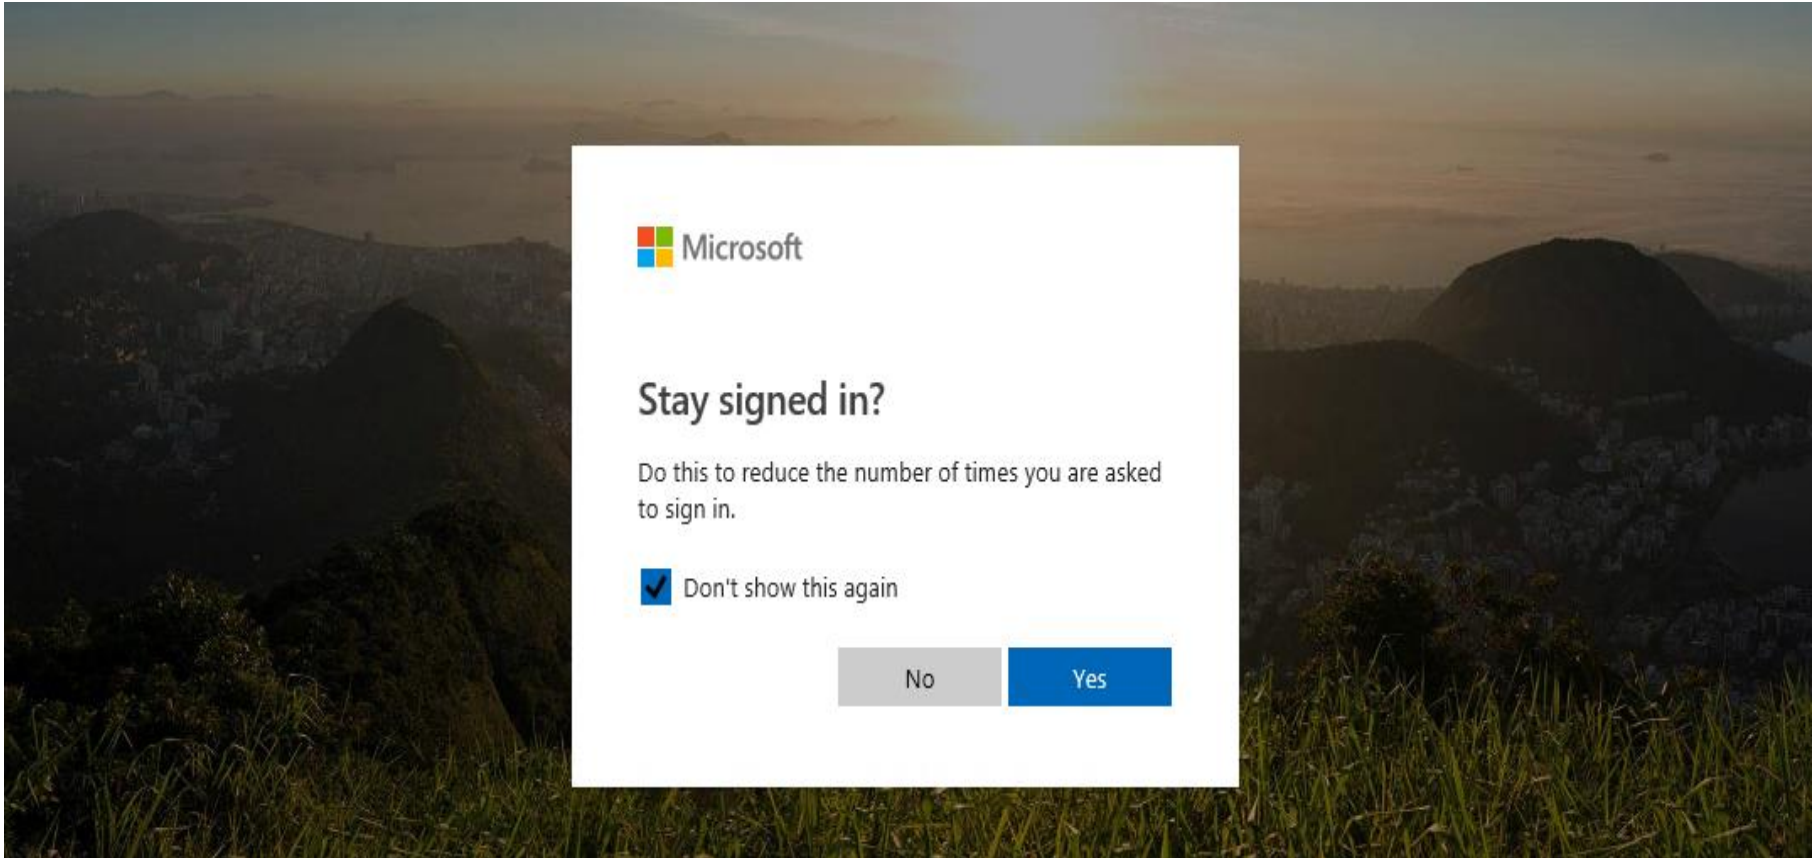 Microsoft
Stay signed in?
Do this to reduce the number of times you are asked
to sign in.
Don't show this again
No
Yes